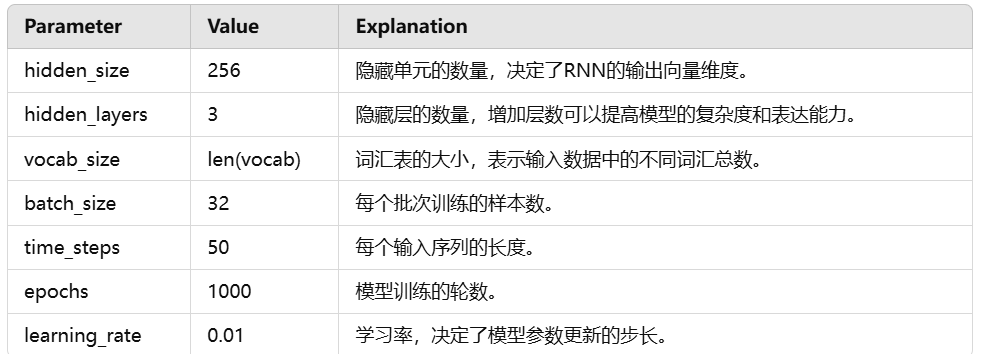 Parameter Value Explanation
hidden_size 256 隐藏单元的数量，决定了RNN的输出向量维度。
hidden_layers 3 隐藏层的数量，增加层数可以提高模型的复杂度和表达能力。
vocab_size len(vocab) 词汇表的大小，表示输入数据中的不同词汇总数。
batch_size 32 每个批次训练的样本数。
time_steps 50 每个输入序列的长度。
epochs 1000 模型训练的轮数。
learning_rate 0.01 学习率，决定了模型参数更新的步长。